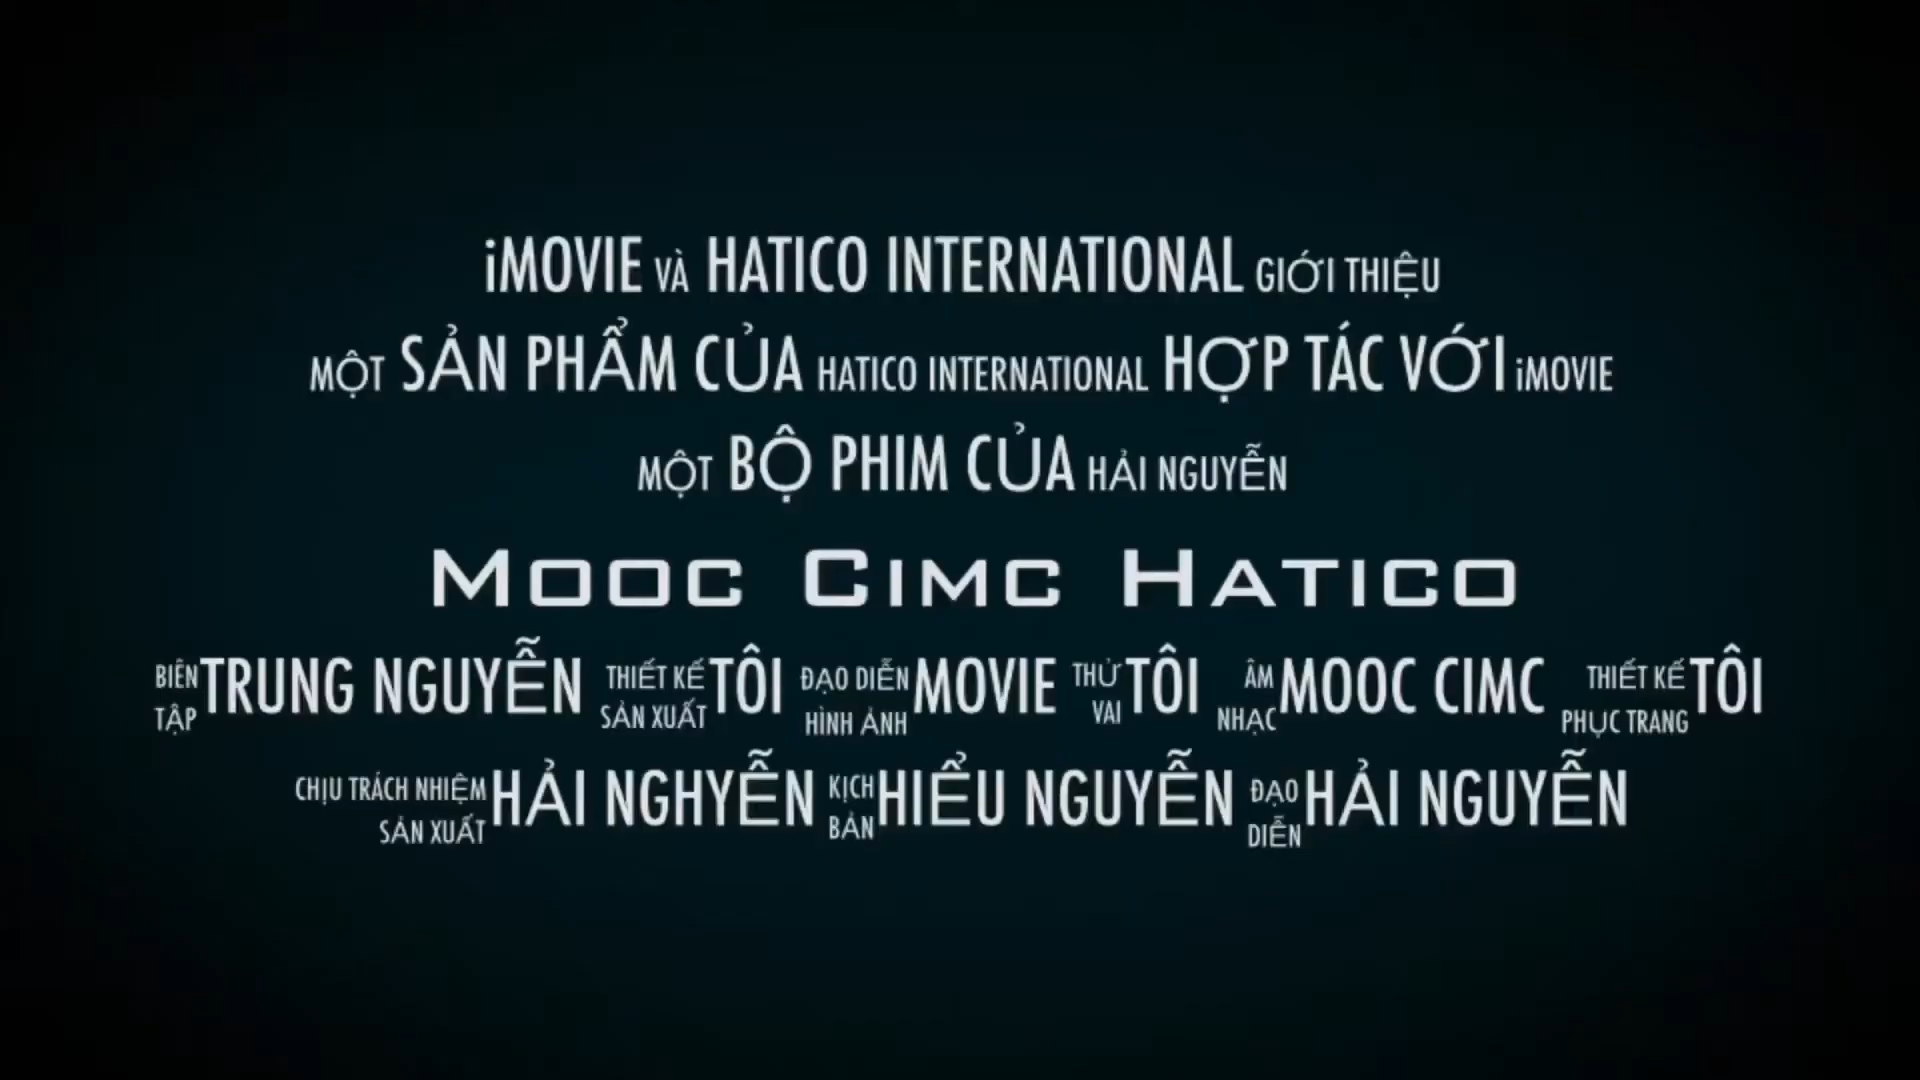 iMOVIE VÀ HATICO INTERNATIONAL GIỚI THIỆU
MỘT SẢN PHẨM CỦA HATICO INTERNATIONAL HỢP TÁC VỚI iMOVIE
MỘT BỘ PHIM CỦA HẢI NGUYỄN
MOOC CIMC HATICO
BIÊN TẬP TRUNG NGUYỄN THIẾT KẾ SẢN XUẤT TÔI ĐẠO DIỄN HÌNH ẢNH MOVIE THỬ VAI TÔI ÂM NHẠC MOOC CIMC THIẾT KẾ PHỤC TRANG TÔI
CHỊU TRÁCH NHIỆM SẢN XUẤT HẢI NGHYỄN KỊCH BẢN HIỂU NGUYỄN ĐẠO DIỄN HẢI NGUYỄN